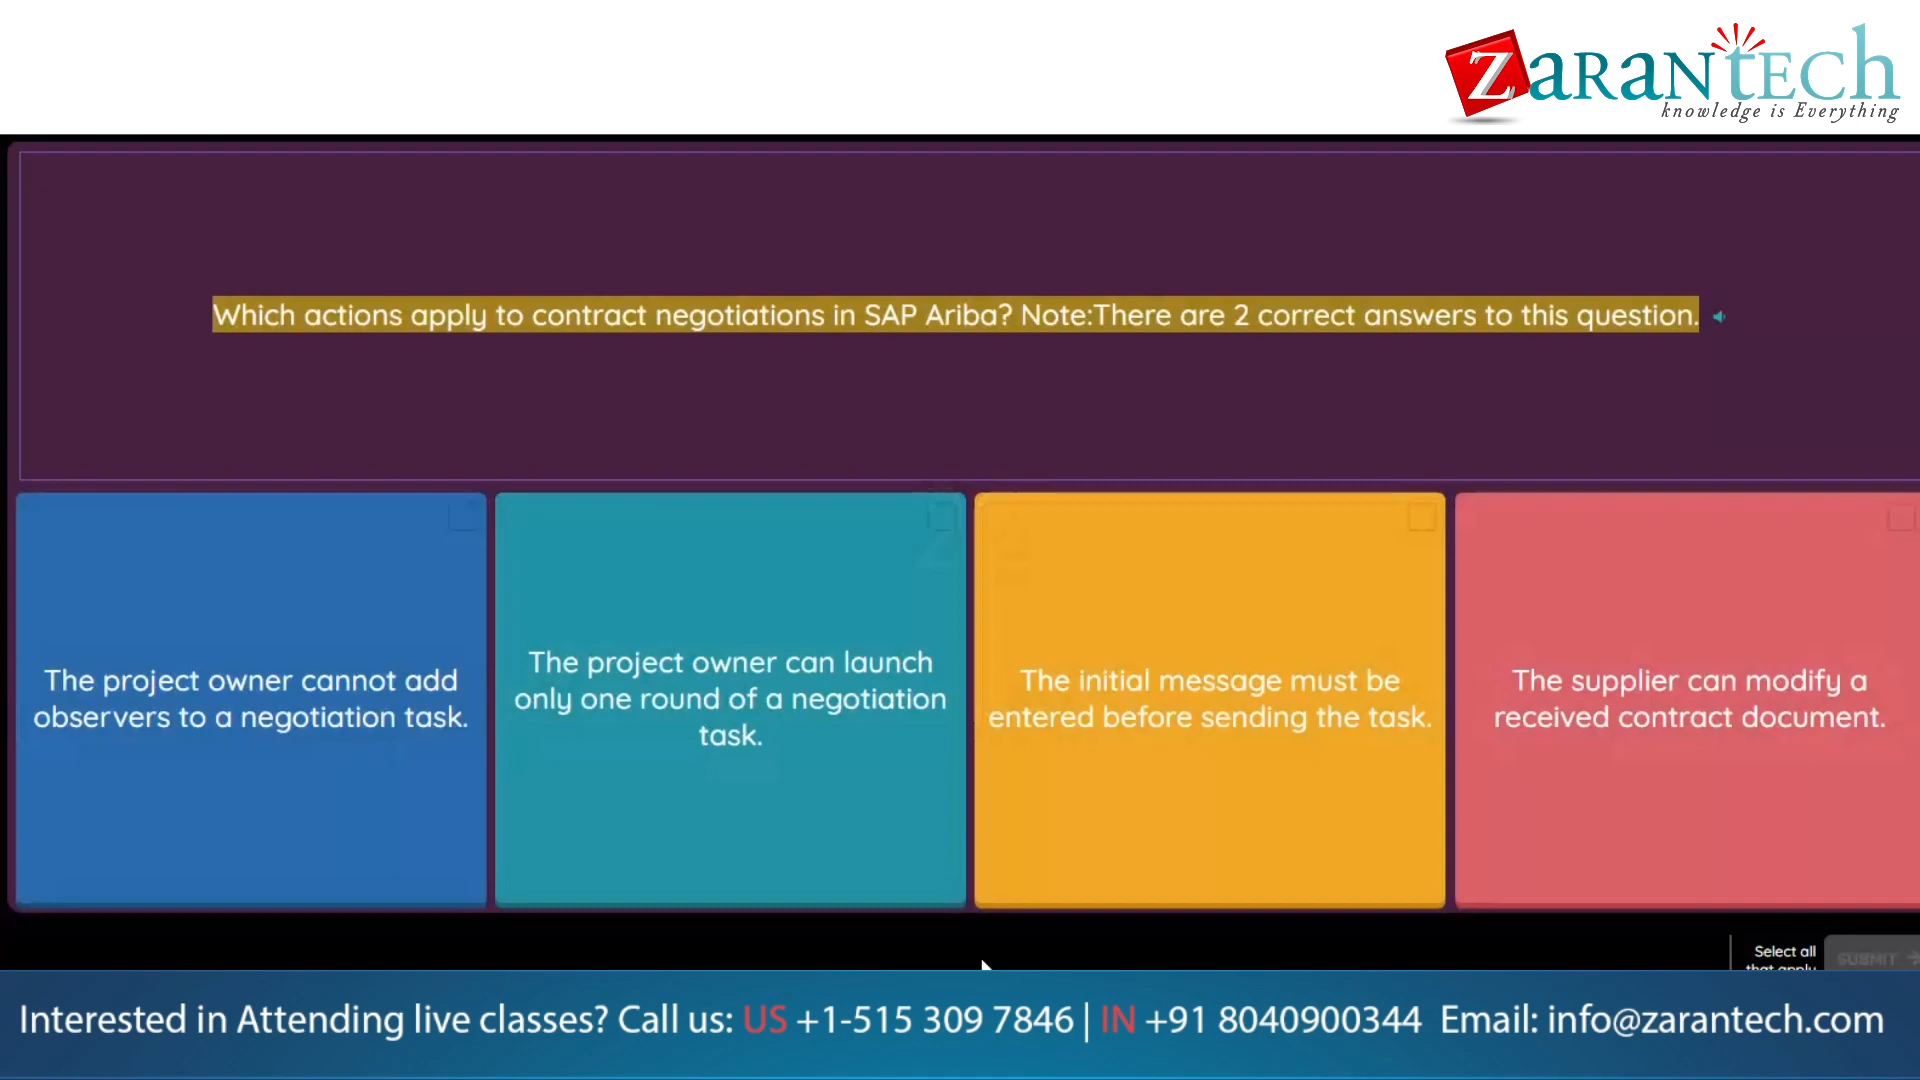 ZARANTECH
knowledge is Everything
Which actions apply to contract negotiations in SAP Ariba? Note:There are 2 correct answers to this question.
The project owner cannot add
observers to a negotiation task.
The project owner can launch
only one round of a negotiation
task.
The initial message must be
entered before sending the task.
The supplier can modify a
received contract document.
Select all
that apply
SUBMIT
Interested in Attending live classes? Call us: US +1-515 309 7846 | IN +91 8040900344 Email: info@zarantech.com